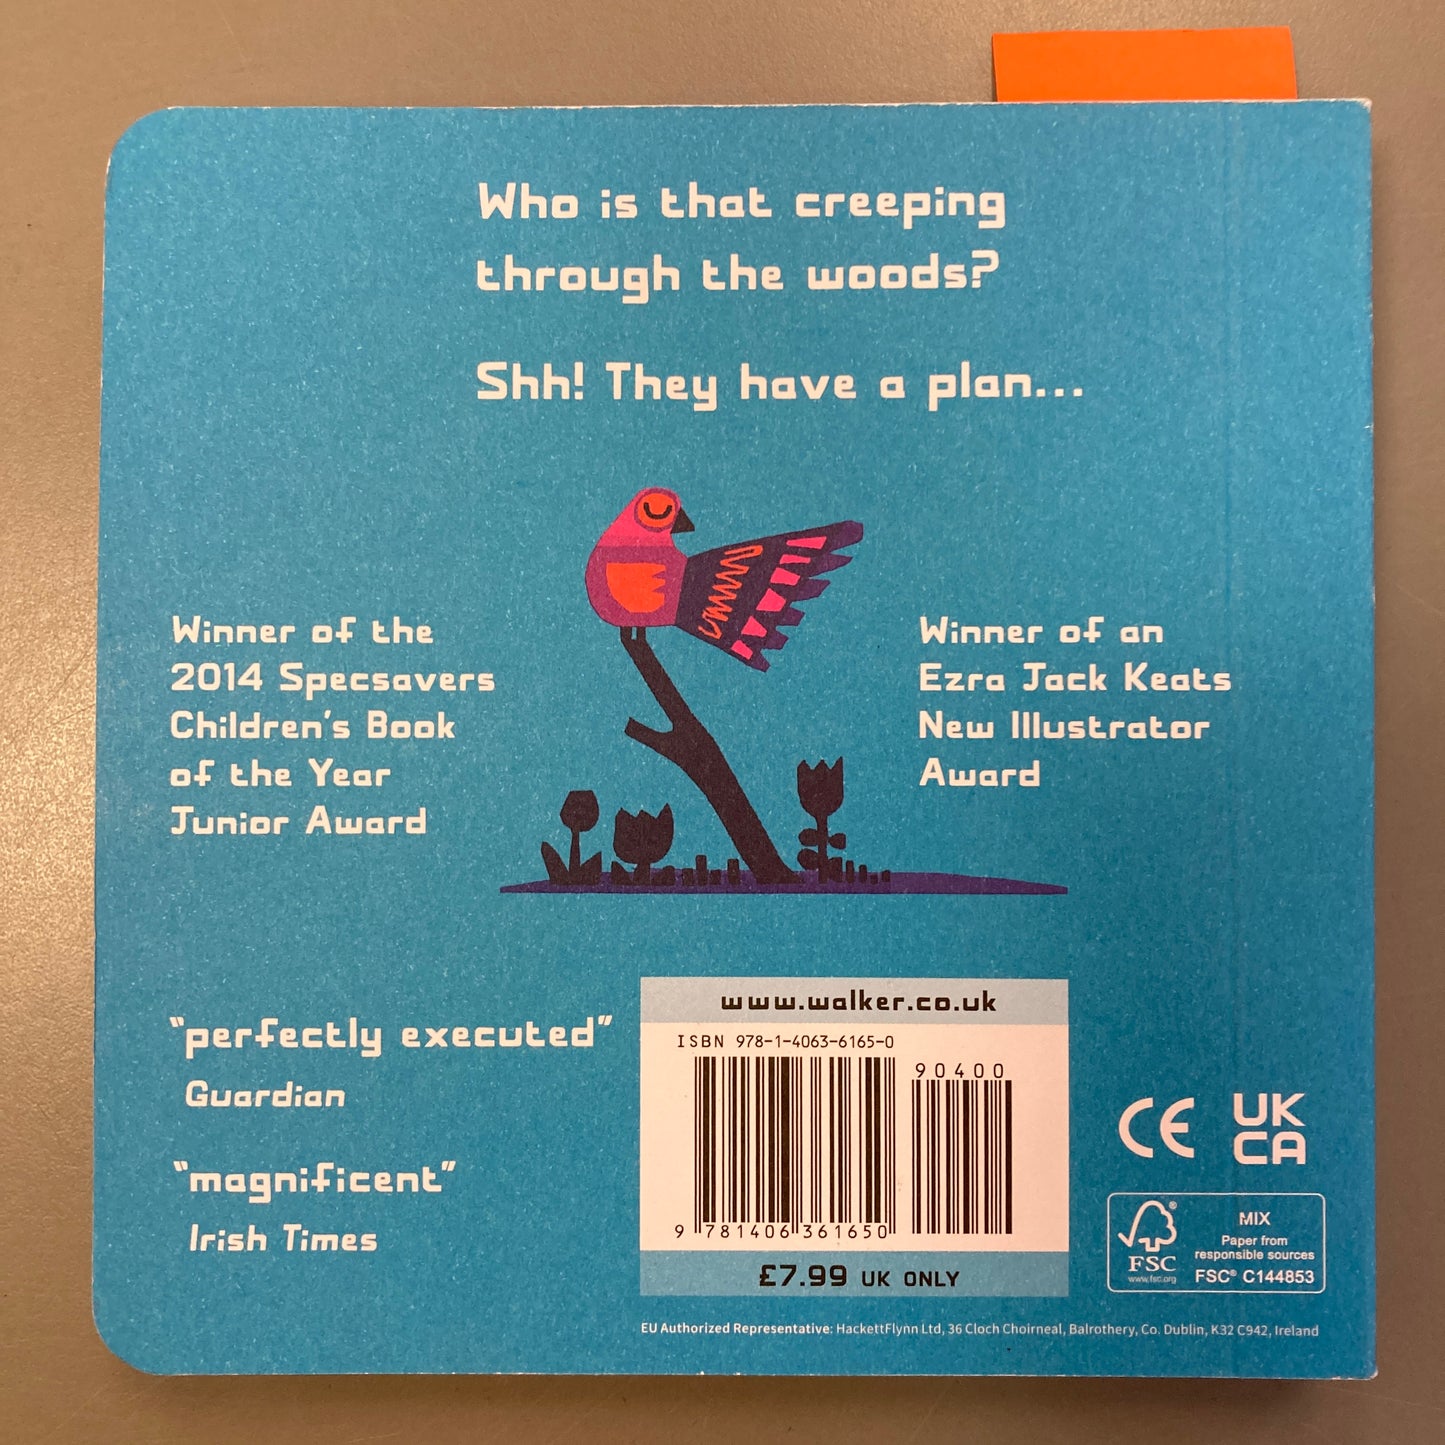 Who is that creeping
through the woods?
Shh! They have a plan...
Winner of the
2014 Specsavers
Children's Book
of the Year
Junior Award
Winner of an
Ezra Jack Keats
New Illustrator
Award
"perfectly executed"
Guardian
"magnificent"
Irish Times
www.walker.co.uk
ISBN 978-1-4063-6165-0
90400
9 781406 361650
£7.99 UK ONLY
CE
UK
CA
FSC®
www.fsc.org
MIX
Paper from
responsible sources
FSC® C144853
EU Authorized Representative: HackettFlynn Ltd, 36 Cloch Choirneal, Balrothery, Co. Dublin, K32 C942, Ireland